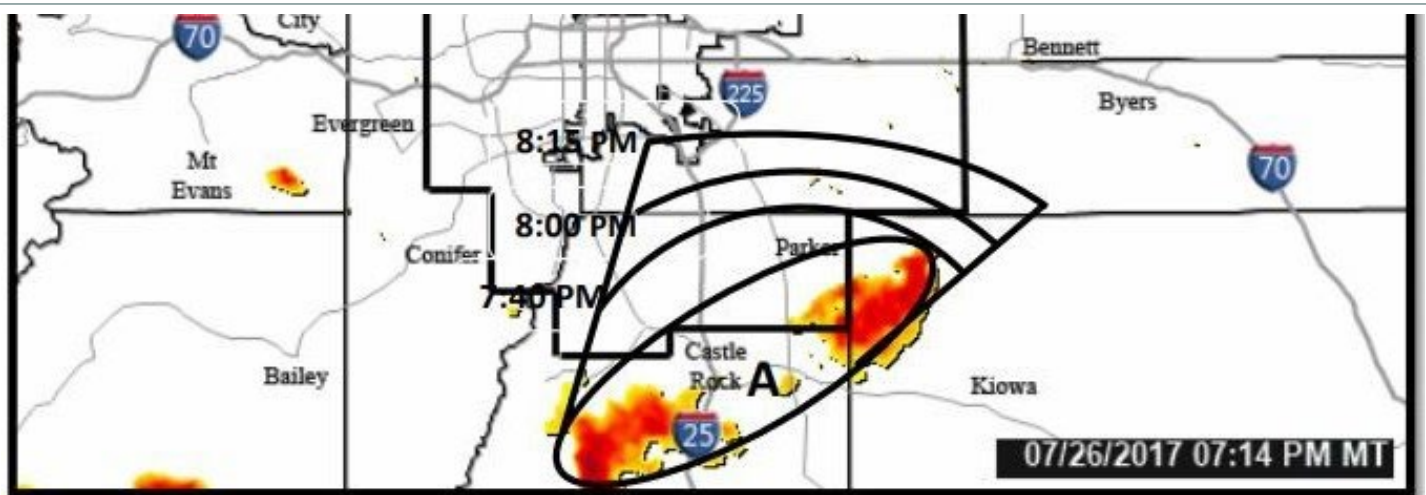 City
70
Bennett
225
Byers
Evergreen
8:15 PM
Mt
Evans
70
8:00 PM
Conifer
Parker
7:40 PM
Castle
Rock
A
Bailey
Kiowa
25
07/26/2017 07:14 PM MT